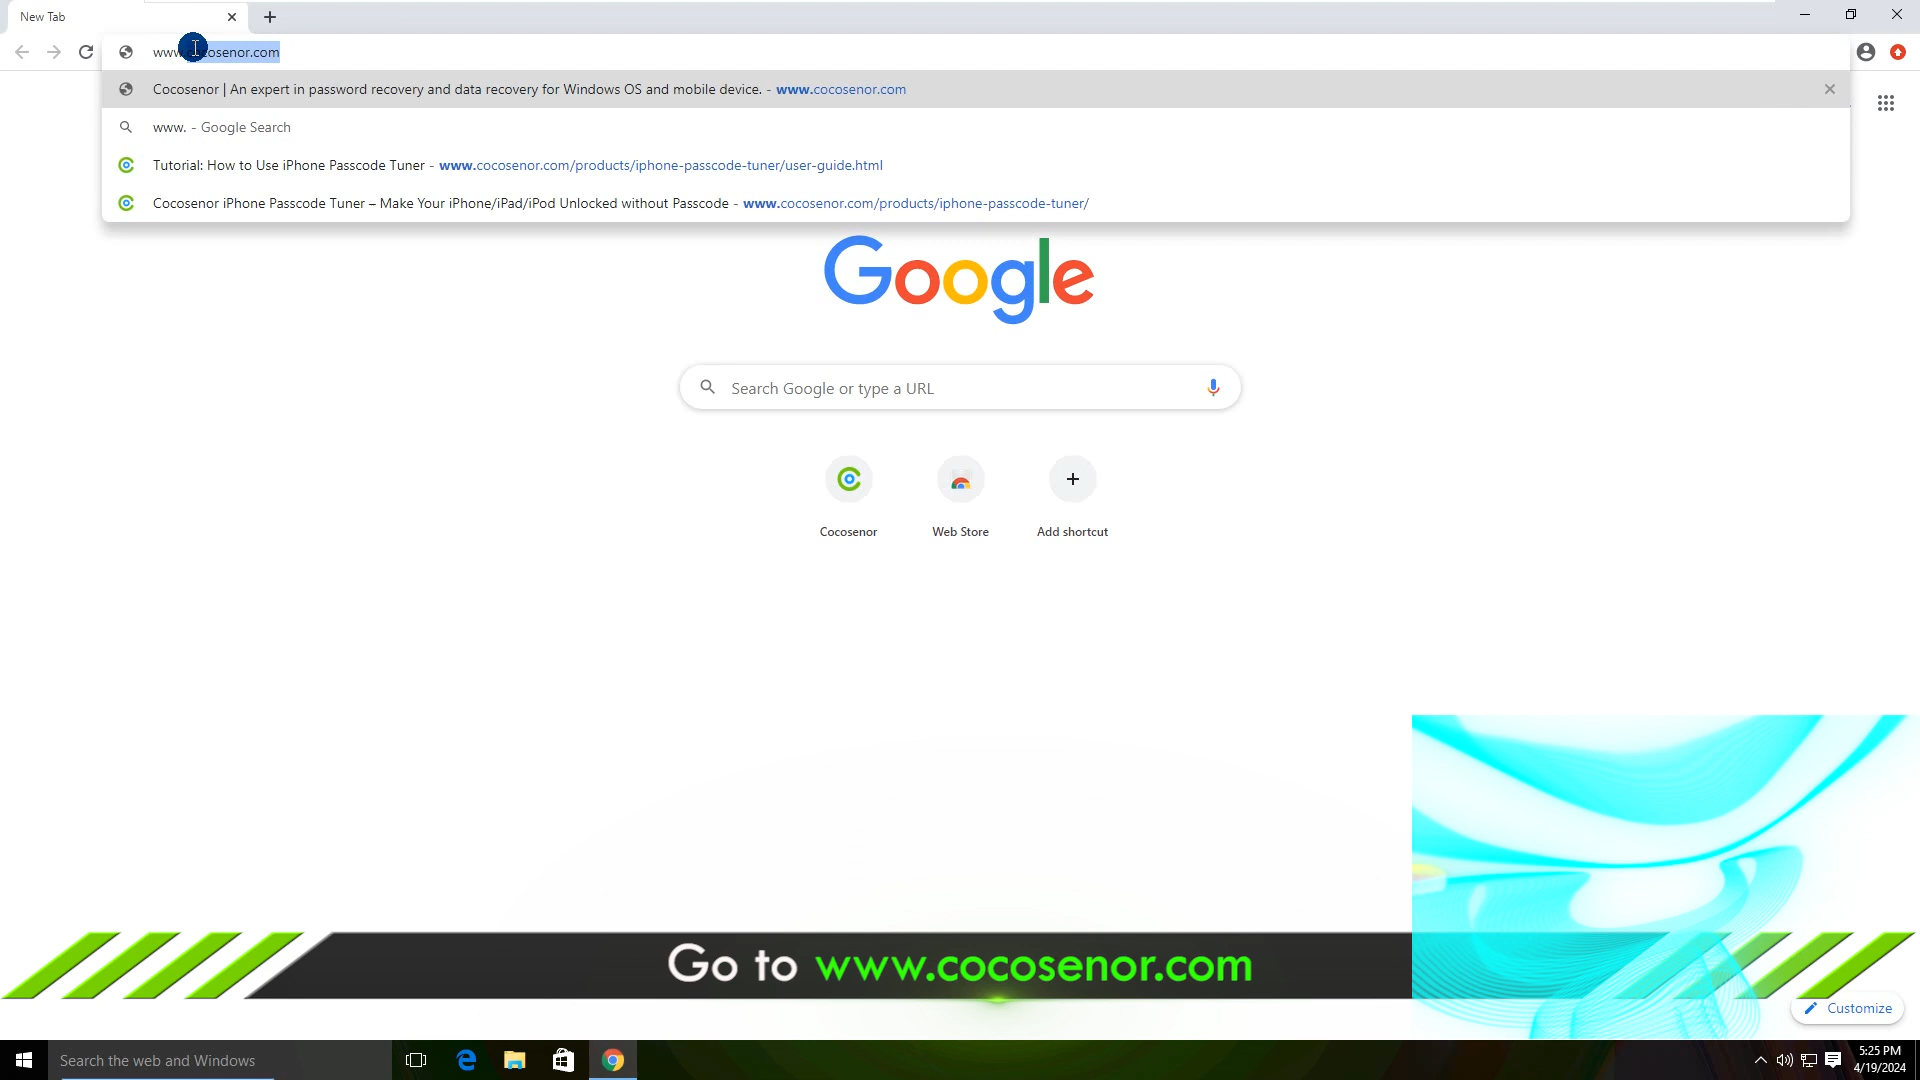 New Tab
www.cocosenor.com
Cocosenor | An expert in password recovery and data recovery for Windows OS and mobile device. - www.cocosenor.com
www. - Google Search
Tutorial: How to Use iPhone Passcode Tuner - www.cocosenor.com/products/iphone-passcode-tuner/user-guide.html
Cocosenor iPhone Passcode Tuner – Make Your iPhone/iPad/iPod Unlocked without Passcode - www.cocosenor.com/products/iphone-passcode-tuner/
Google
Search Google or type a URL
Cocosenor
Web Store
Add shortcut
Go to www.cocosenor.com
Customize
Search the web and Windows
5:25 PM
4/19/2024